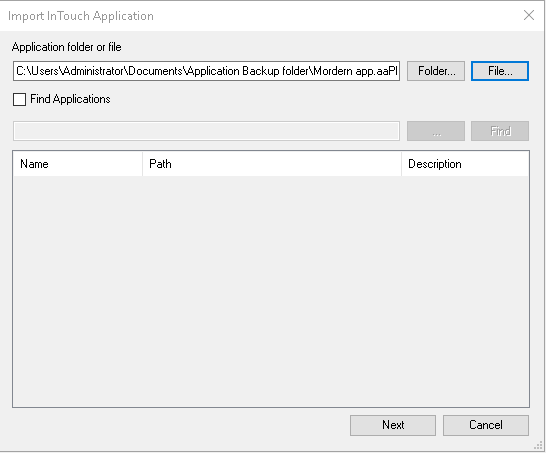 Import InTouch Application
Application folder or file
C:\Users\Administrator\Documents\Application Backup folder\Mordern app.aaPl
Folder...
File...
Find Applications
...
Find
Name
Path
Description
Next
Cancel